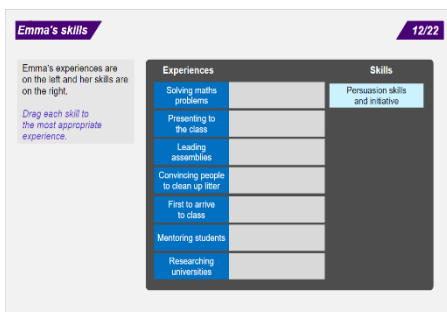 Emma's skills
12/22
Emma's experiences are
on the left and her skills are
on the right.
Drag each skill to
the most appropriate
experience.
Experiences
Skills
Solving maths
problems
Persuasion skills
and initiative
Presenting to
the class
Leading
assemblies
Convincing people
to clean up litter
First to arrive
to class
Mentoring students
Researching
universities